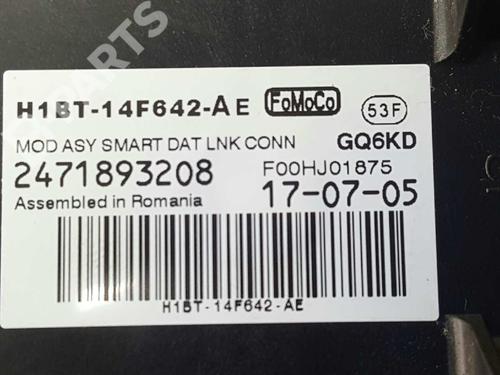 PARTS
H1BT-14F642-AE FoMoCo 53F
MOD ASY SMART DAT LNK CONN GQ6KD
2471893208 F00HJ01875
Assembled in Romania 17-07-05
H1BT-14F642-AE